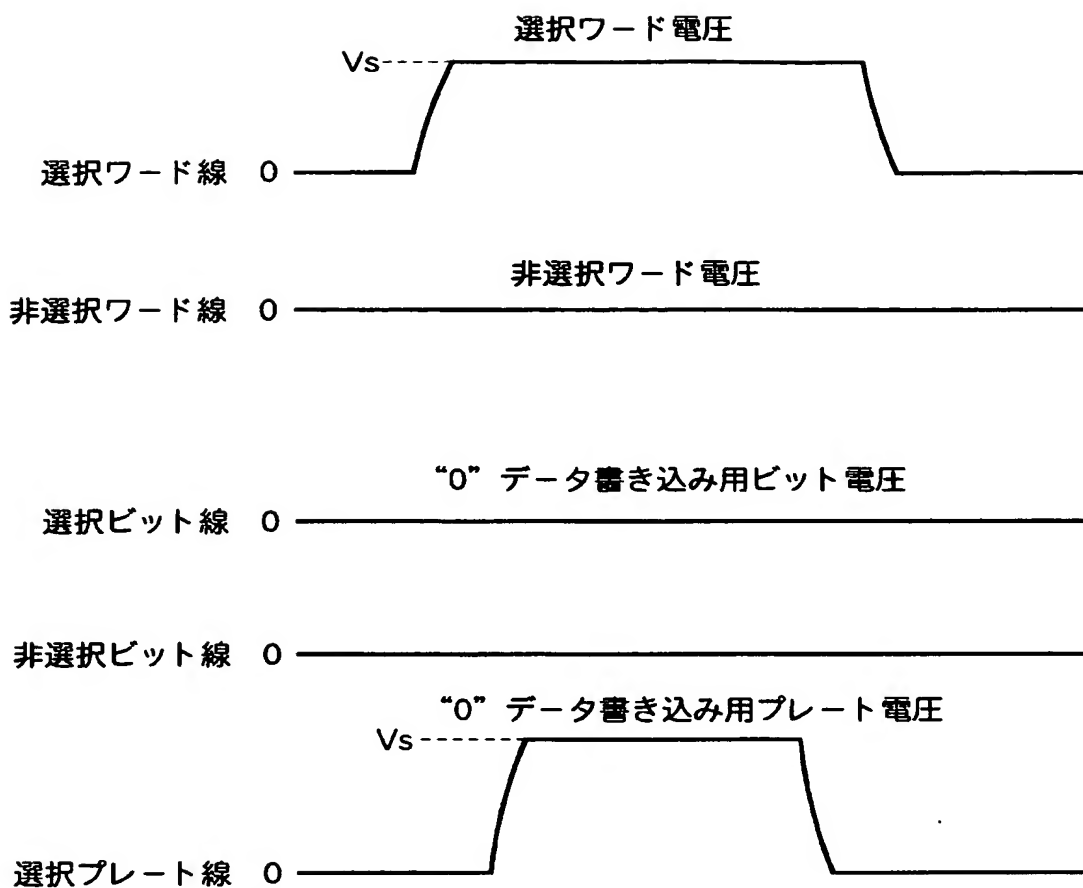 選択ワード電圧
Vs
選択ワード線 0
非選択ワード電圧
非選択ワード線 0
“0” データ書き込み用ビット電圧
選択ビット線 0
非選択ビット線 0
“0” データ書き込み用プレート電圧
Vs
選択プレート線 0